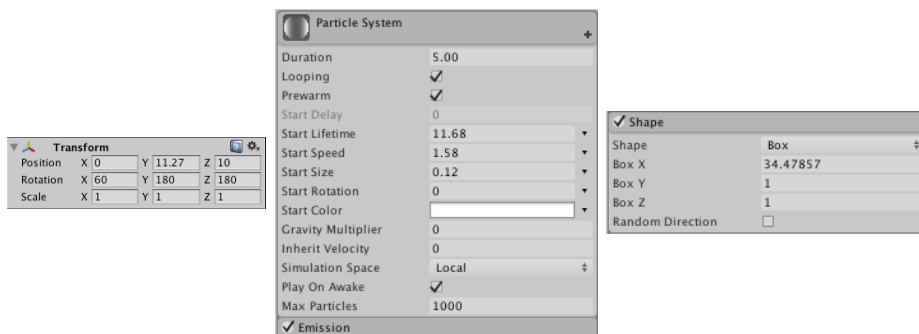 Transform
Position X 0 Y 11.27 Z 10
Rotation X 60 Y 180 Z 180
Scale X 1 Y 1 Z 1
Particle System
Duration 5.00
Looping
Prewarm
Start Delay 0
Start Lifetime 11.68
Start Speed 1.58
Start Size 0.12
Start Rotation 0
Start Color
Gravity Multiplier 0
Inherit Velocity 0
Simulation Space Local
Play On Awake
Max Particles 1000
Emission
Shape
Shape Box
Box X 34.47857
Box Y 1
Box Z 1
Random Direction